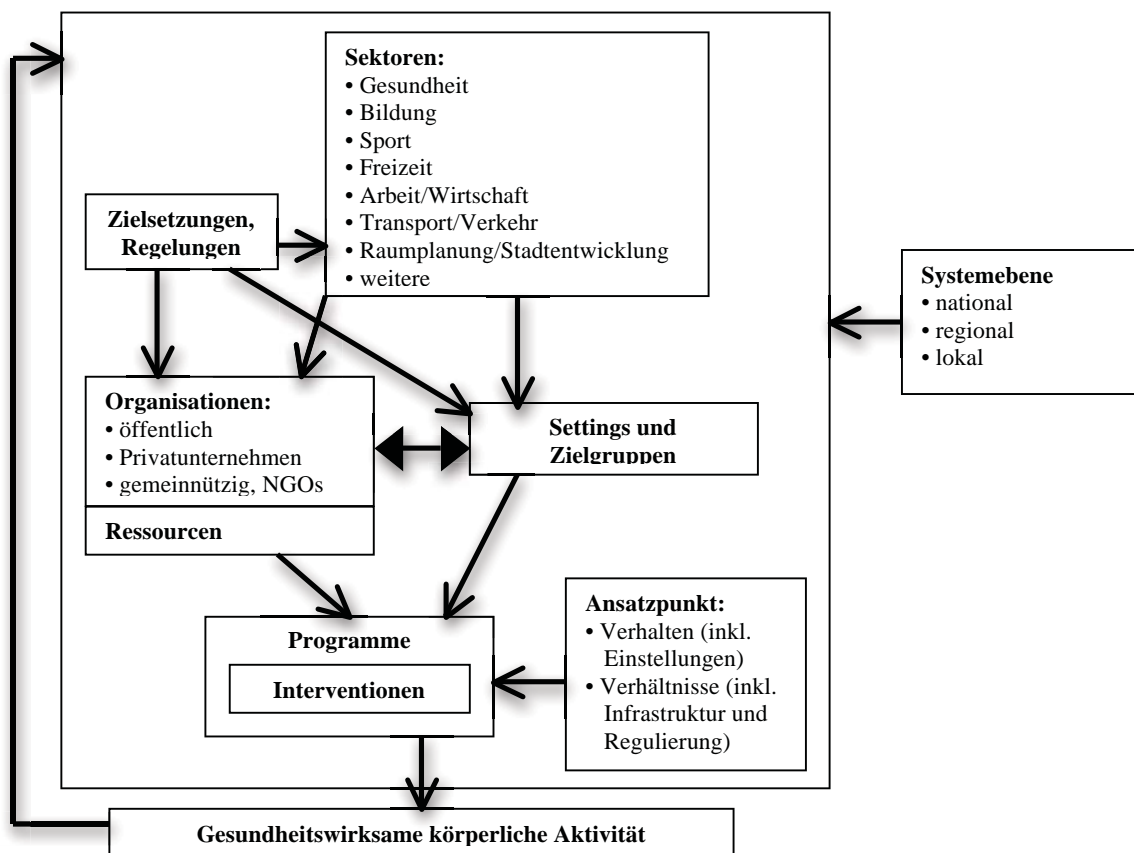 Sektoren:
• Gesundheit
• Bildung
• Sport
• Freizeit
• Arbeit/Wirtschaft
• Transport/Verkehr
• Raumplanung/Stadtentwicklung
• weitere
Zielsetzungen,
Regelungen
Systemebene
• national
• regional
• lokal
Organisationen:
• öffentlich
• Privatunternehmen
• gemeinnützig, NGOs
Ressourcen
Settings und
Zielgruppen
Programme
Interventionen
Ansatzpunkt:
• Verhalten (inkl.
Einstellungen)
• Verhältnisse (inkl.
Infrastruktur und
Regulierung)
Gesundheitswirksame körperliche Aktivität